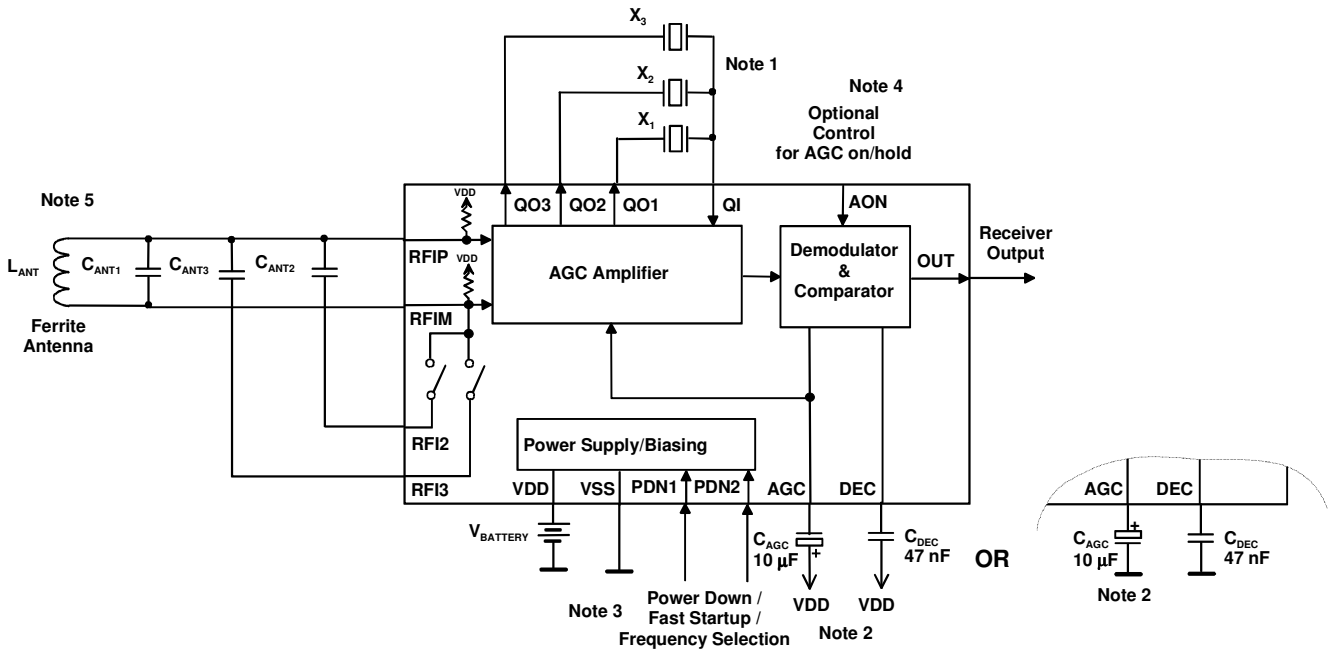 X3
Note 1
X2
X1
Note 4
Optional
Control
for AGC on/hold
Note 5
VDD
QO3
QO2
QO1
QI
AON
Receiver
Output
LANT
CANT1
CANT3
CANT2
RFIP
VDD
AGC Amplifier
Demodulator
&
Comparator
OUT
RFIM
Ferrite
Antenna
RFI2
Power Supply/Biasing
RFI3
VDD
VSS
PDN1
PDN2
AGC
DEC
AGC
DEC
VBATTERY
CAGC
10 µF
+
CDEC
47 nF
OR
+
CAGC
10 µF
CDEC
47 nF
Note 2
Note 3
Power Down /
Fast Startup /
Frequency Selection
VDD
VDD
Note 2